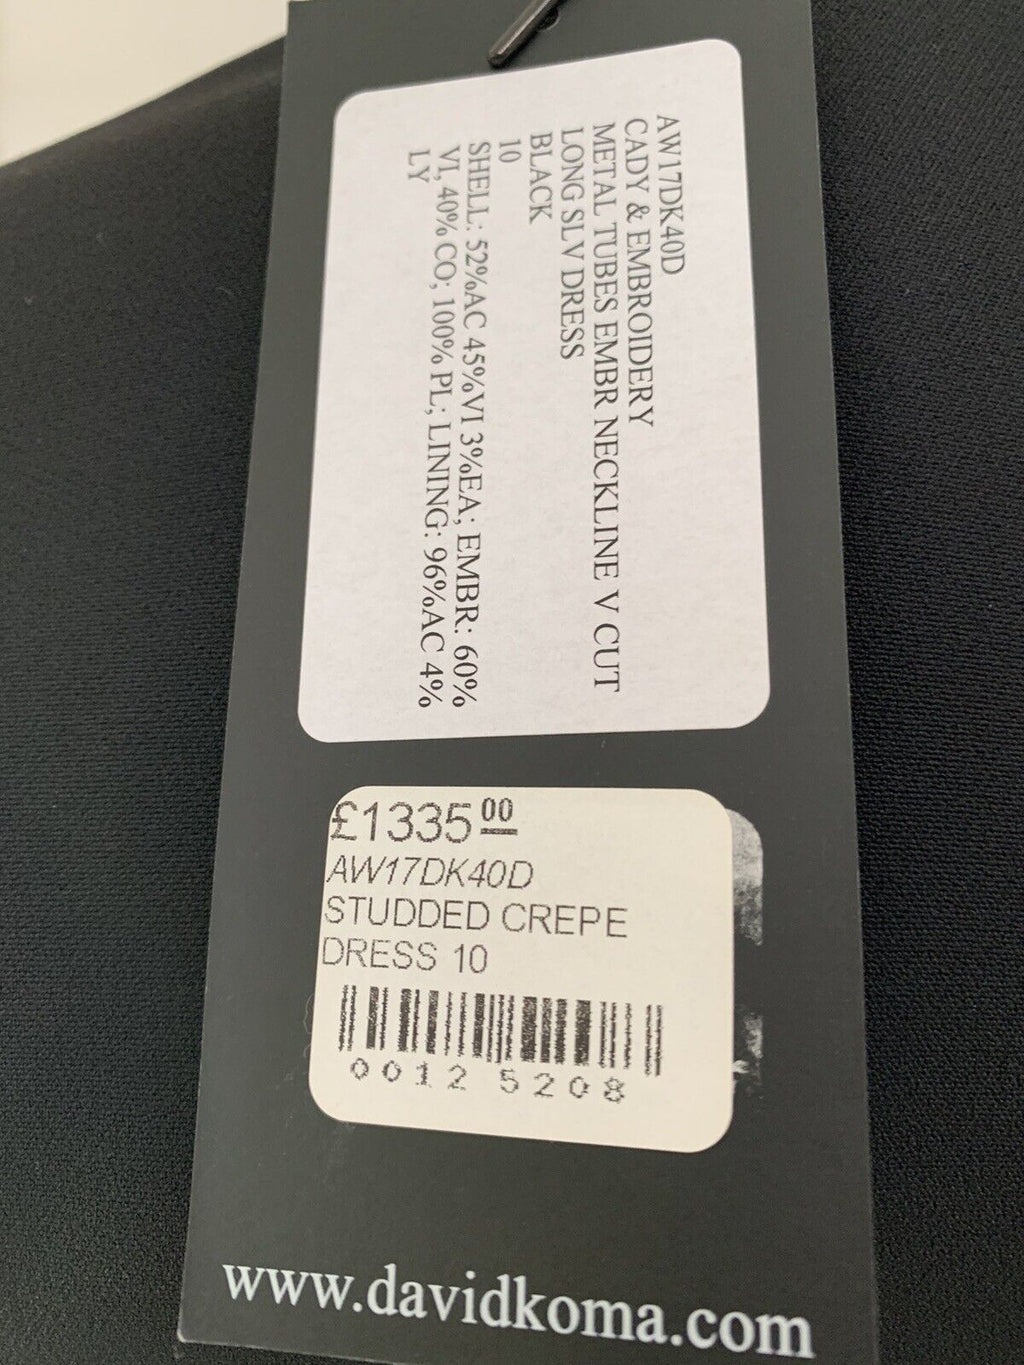 AW17DK40D
CADY & EMBROIDERY
METAL TUBES EMBR NECKLINE V CUT
LONG SLV DRESS
BLACK
10
SHELL: 52%AC 45%VI 3%EA; EMBR: 60%
VI, 40% CO; 100% PL; LINING: 96%AC 4%
LY
£1335.00
AW17DK40D
STUDDED CREPE
DRESS 10
0012 5208
www.davidkoma.com